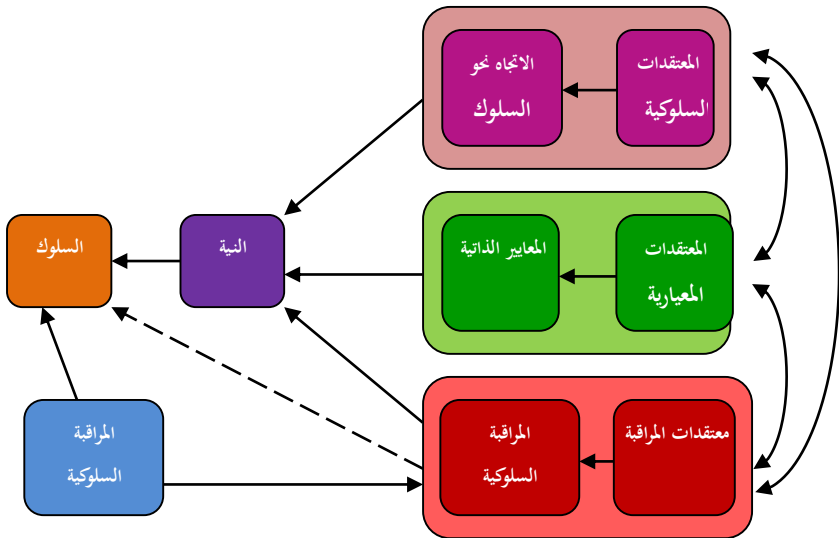 المعتقدات
السلوكية
الاتجاه نحو
السلوك
المعتقدات
المعيارية
المعايير الذاتية
النية
السلوك
معتقدات المراقبة
المراقبة
السلوكية
المراقبة
السلوكية